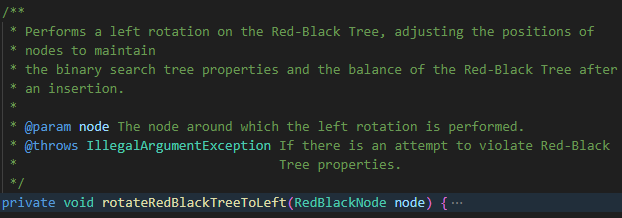 /**
 * Performs a left rotation on the Red-Black Tree, adjusting the positions of
 * nodes to maintain
 * the binary search tree properties and the balance of the Red-Black Tree after
 * an insertion.
 *
 * @param node The node around which the left rotation is performed.
 * @throws IllegalArgumentException If there is an attempt to violate Red-Black
 *                                  Tree properties.
 */
private void rotateRedBlackTreeToLeft(RedBlackNode node) {···